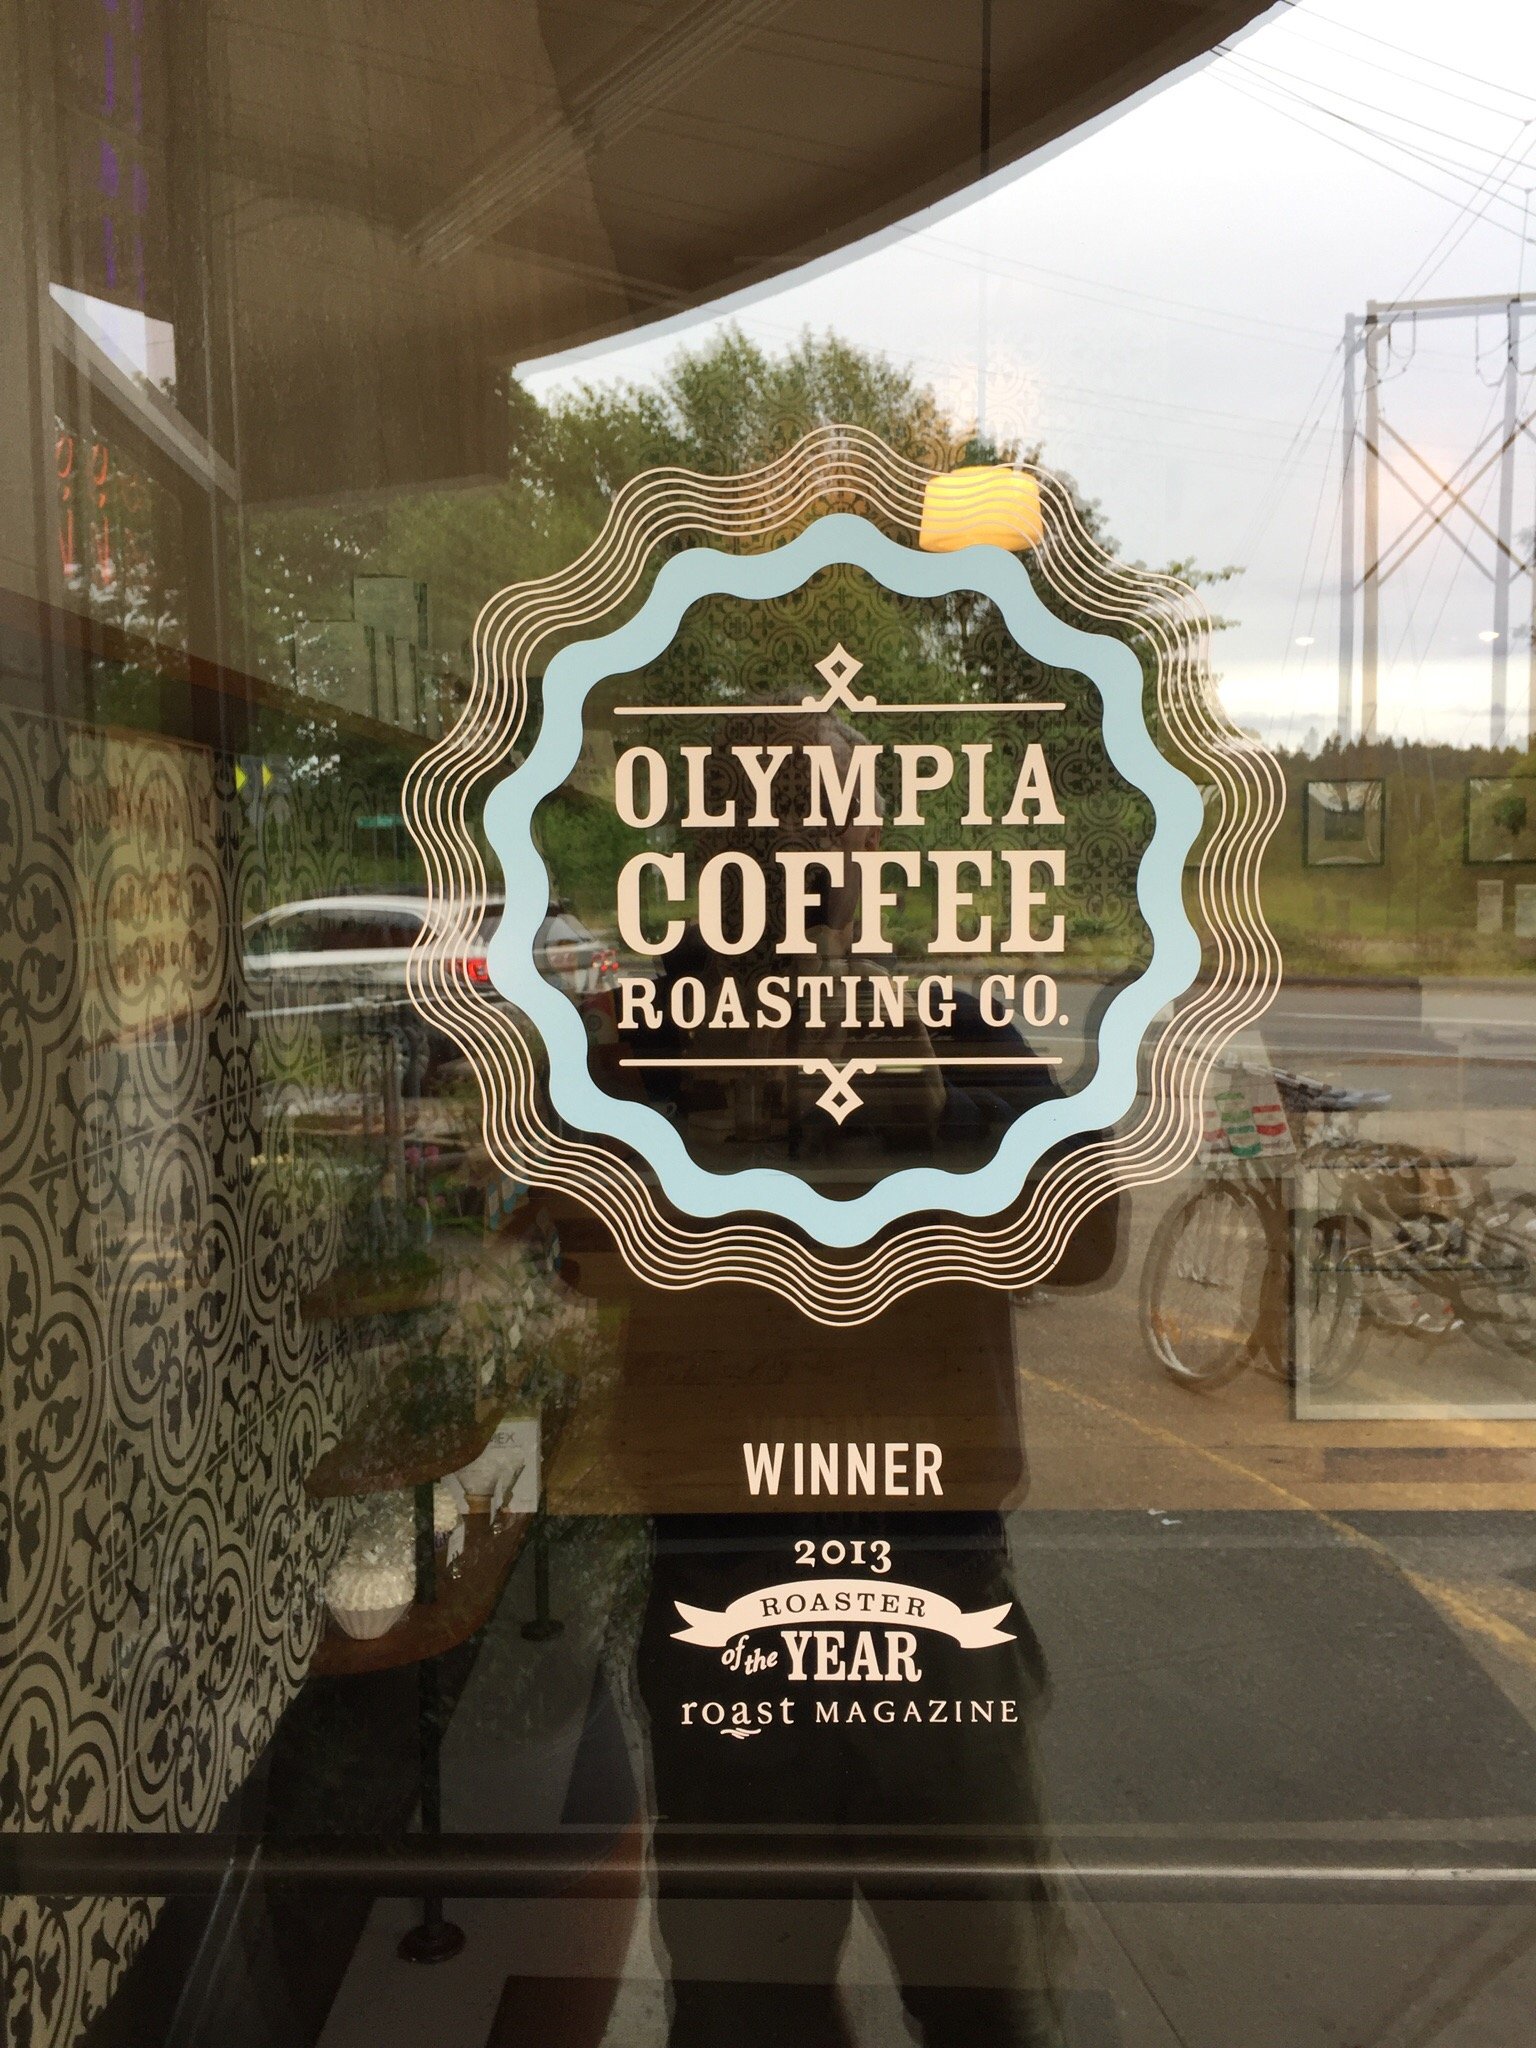 OLYMPIA
COFFEE
ROASTING CO.
WINNER
2013
ROASTER
of the YEAR
roast MAGAZINE